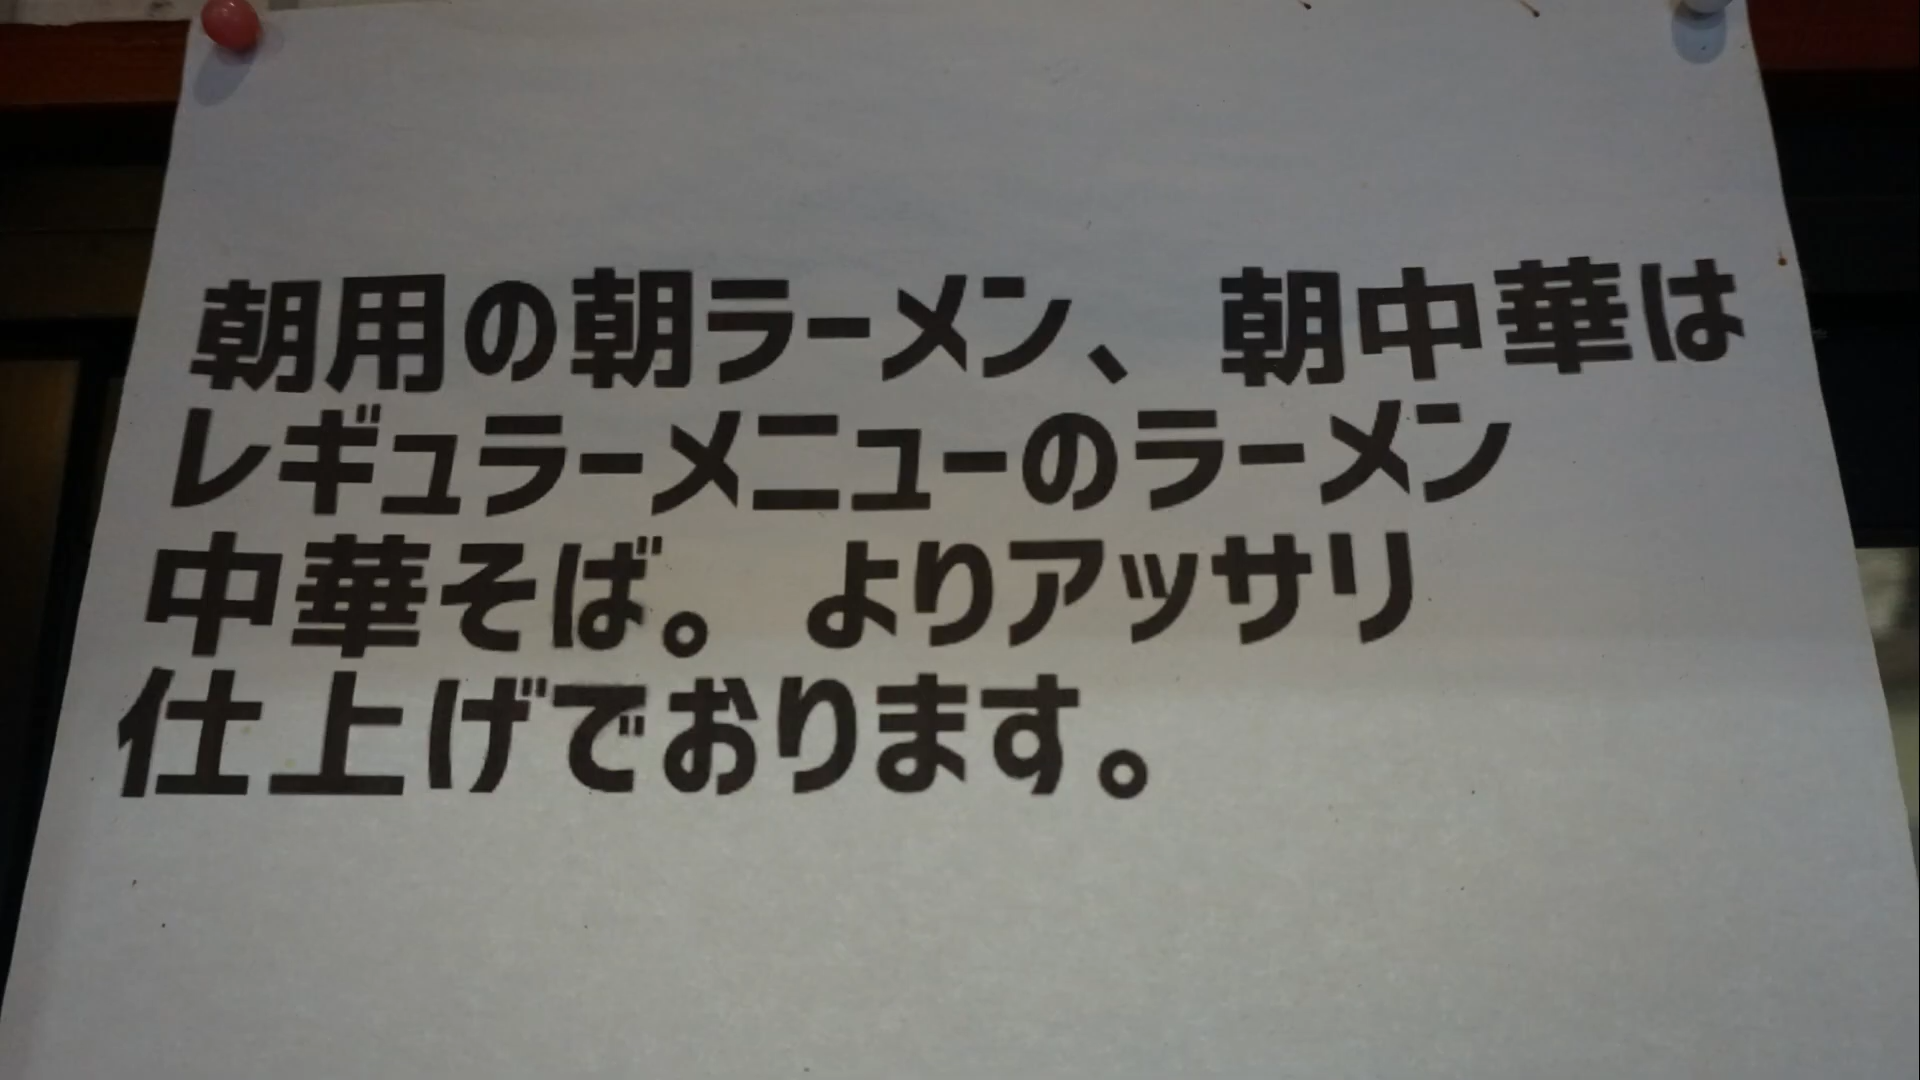 朝用の朝ラーメン、朝中華は
レギュラーメニューのラーメン
中華そば。よりアッサリ
仕上げでおります。